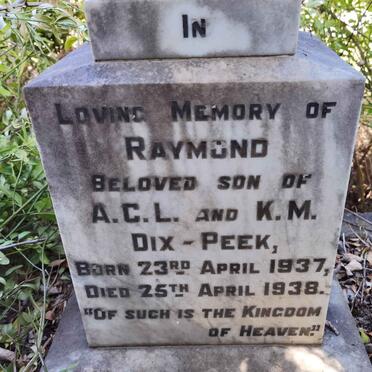 In
Loving Memory of
Raymond
Beloved son of
A.C.L. and K.M.
Dix-Peek,
Born 23rd April 1937,
Died 25th April 1938.
"Of such is the Kingdom
of Heaven."